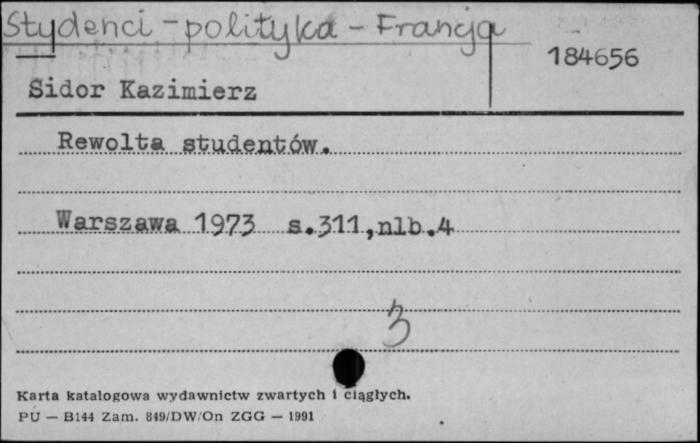 Studenci - polityka - Francja
184656
Sidor Kazimierz
Rewolta studentów.
Warszawa 1973 s.311,nlb.4
3
Karta katalogowa wydawnictw zwartych i ciągłych.
PU — B144 Zam. 849/DW/On ZGG — 1991